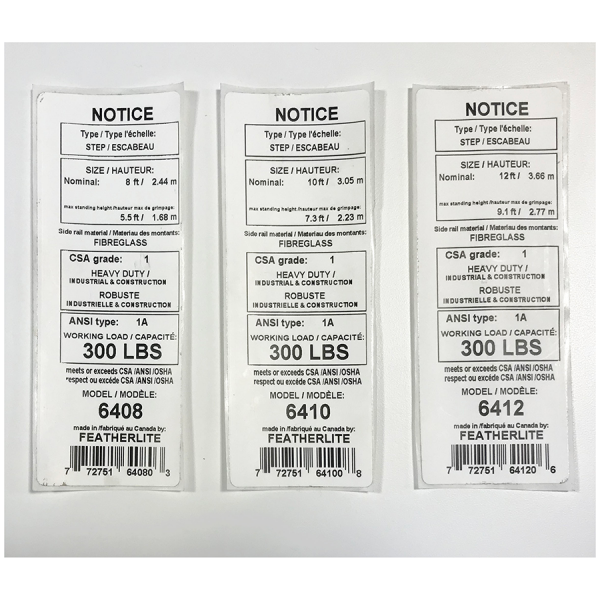 NOTICE
Type / Type l'échelle:
STEP / ESCABEAU
SIZE / HAUTEUR:
Nominal: 8 ft / 2.44 m
max standing height /hauteur max de grimpage:
5.5 ft / 1.68 m
Side rail material / Materiau des montants:
FIBREGLASS
CSA grade: 1
HEAVY DUTY /
INDUSTRIAL & CONSTRUCTION
ROBUSTE
INDUSTRIELLE & CONSTRUCTION
ANSI type: 1A
WORKING LOAD / CAPACITÉ:
300 LBS
meets or exceeds CSA /ANSI /OSHA
respect ou excéde CSA /ANSI /OSHA
MODEL / MODÈLE:
6408
made in /fabriqué au Canada by:
FEATHERLITE
7 72751 64080 3
NOTICE
Type / Type l'échelle:
STEP / ESCABEAU
SIZE / HAUTEUR:
Nominal: 10ft / 3.05 m
max standing height /hauteur max de grimpage:
7.3 ft / 2.23 m
Side rail material / Materiau des montants:
FIBREGLASS
CSA grade: 1
HEAVY DUTY /
INDUSTRIAL & CONSTRUCTION
ROBUSTE
INDUSTRIELLE & CONSTRUCTION
ANSI type: 1A
WORKING LOAD / CAPACITÉ:
300 LBS
meets or exceeds CSA /ANSI /OSHA
respect ou excéde CSA /ANSI /OSHA
MODEL / MODÈLE:
6410
made in /fabriqué au Canada by:
FEATHERLITE
7 72751 64100 8
NOTICE
Type / Type l'échelle:
STEP / ESCABEAU
SIZE / HAUTEUR:
Nominal: 12ft / 3.66 m
max standing height /hauteur max de grimpage:
9.1 ft / 2.77 m
Side rail material / Materiau des montants:
FIBREGLASS
CSA grade: 1
HEAVY DUTY /
INDUSTRIAL & CONSTRUCTION
ROBUSTE
INDUSTRIELLE & CONSTRUCTION
ANSI type: 1A
WORKING LOAD / CAPACITÉ:
300 LBS
meets or exceeds CSA /ANSI /OSHA
respect ou excéde CSA /ANSI /OSHA
MODEL / MODÈLE:
6412
made in /fabriqué au Canada by:
FEATHERLITE
7 72751 64120 6